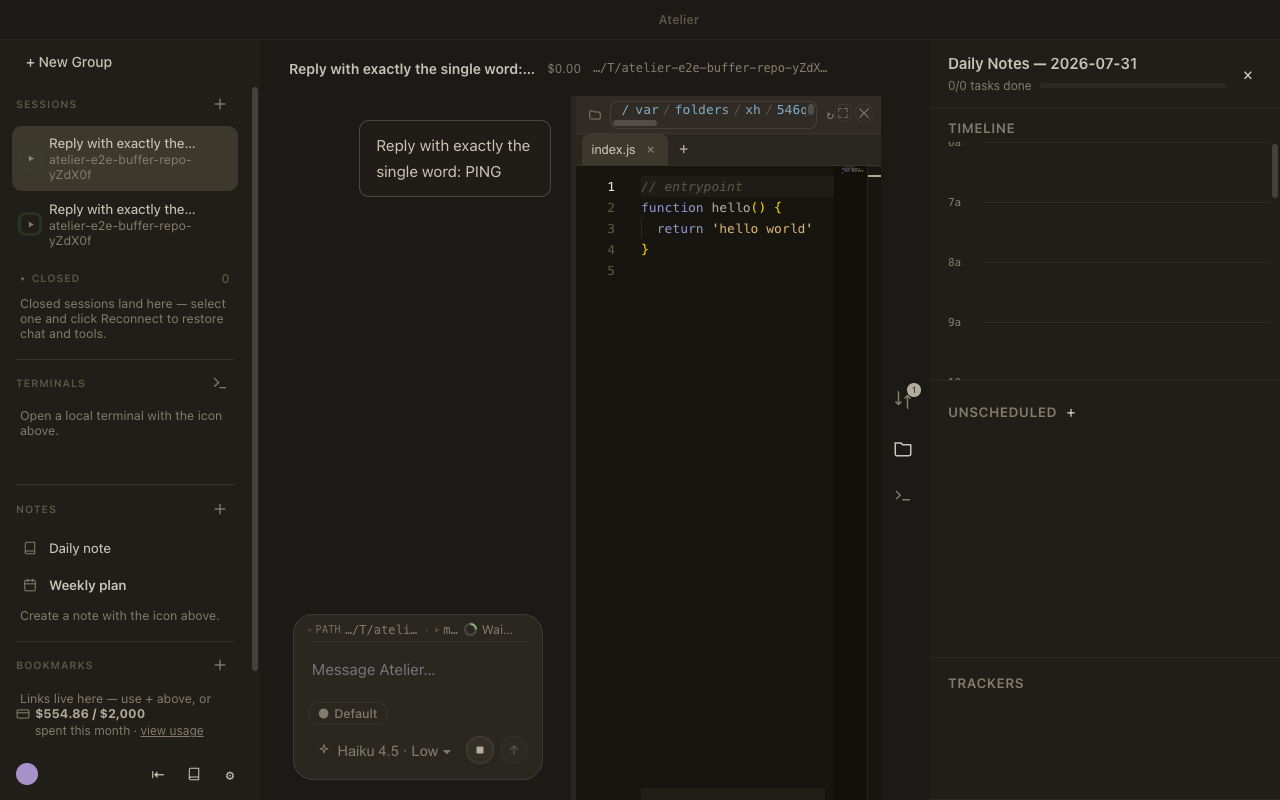 Atelier
+ New Group
SESSIONS
Reply with exactly the...
atelier-e2e-buffer-repo-
yZdX0f
Reply with exactly the...
atelier-e2e-buffer-repo-
yZdX0f
CLOSED 0
Closed sessions land here — select
one and click Reconnect to restore
chat and tools.
TERMINALS
Open a local terminal with the icon
above.
NOTES
Daily note
Weekly plan
Create a note with the icon above.
BOOKMARKS
Links live here — use + above, or
$554.86 / $2,000
spent this month · view usage
Reply with exactly the single word:... $0.00 …/T/atelier-e2e-buffer-repo-yZdX…
Reply with exactly the
single word: PING
PATH …/T/ateli… › m… Wai…
Message Atelier...
Default
Haiku 4.5 · Low
/ var / folders / xh /
index.js × +
1 // entrypoint
2 function hello() {
3 return 'hello world'
4 }
5
1
Daily Notes — 2026-07-31
0/0 tasks done
TIMELINE
7a
8a
9a
UNSCHEDULED +
TRACKERS